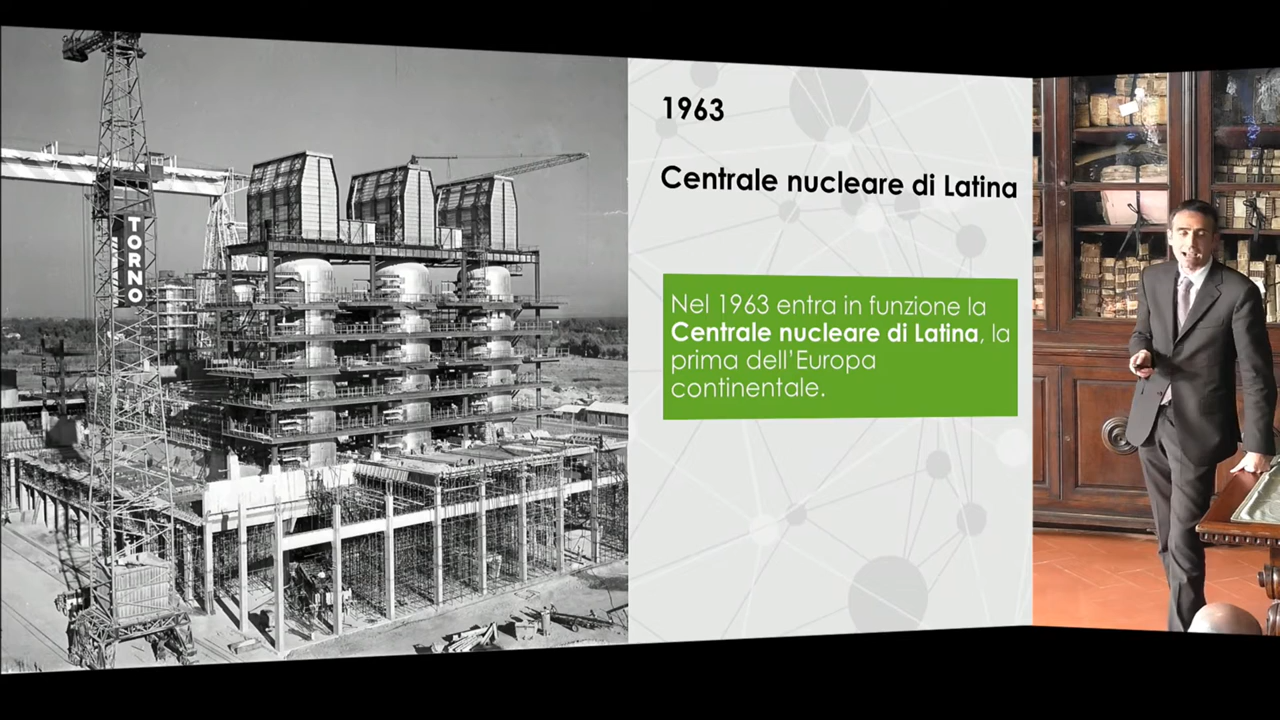 TORNO
1963
Centrale nucleare di Latina
Nel 1963 entra in funzione la
Centrale nucleare di Latina, la
prima dell'Europa
continentale.